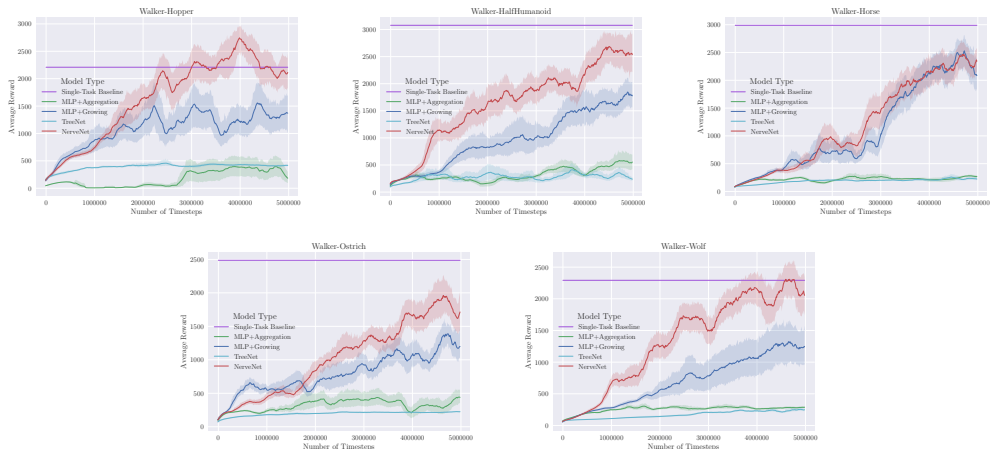 Walker-Hopper
3000
2500
2000
1500
1000
500
0
Average Reward
Model Type
Single-Task Baseline
MLP+Aggregation
MLP+Growing
TreeNet
NerveNet
0 1000000 2000000 3000000 4000000 5000000
Number of Timesteps
Walker-HalfHumanoid
3000
2500
2000
1500
1000
500
0
Average Reward
Model Type
Single-Task Baseline
MLP+Aggregation
MLP+Growing
TreeNet
NerveNet
0 1000000 2000000 3000000 4000000 5000000
Number of Timesteps
Walker-Horse
3000
2500
2000
1500
1000
500
0
Average Reward
Model Type
Single-Task Baseline
MLP+Aggregation
MLP+Growing
TreeNet
NerveNet
0 1000000 2000000 3000000 4000000 5000000
Number of Timesteps
Walker-Ostrich
2500
2000
1500
1000
500
0
Average Reward
Model Type
Single-Task Baseline
MLP+Aggregation
MLP+Growing
TreeNet
NerveNet
0 1000000 2000000 3000000 4000000 5000000
Number of Timesteps
Walker-Wolf
2500
2000
1500
1000
500
0
Average Reward
Model Type
Single-Task Baseline
MLP+Aggregation
MLP+Growing
TreeNet
NerveNet
0 1000000 2000000 3000000 4000000 5000000
Number of Timesteps